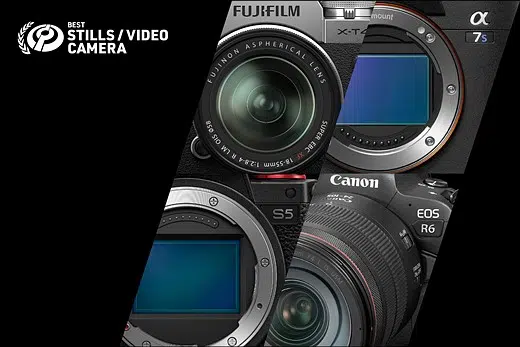 BEST
STILLS / VIDEO
CAMERA
FUJIFILM
X-T4
FUJINON ASPHERICAL LENS
SUPER EBC XF 18-55mm 1:2.8-4 R LM OIS Ø58
mount
α
7s
S5
Canon
EOS
R6